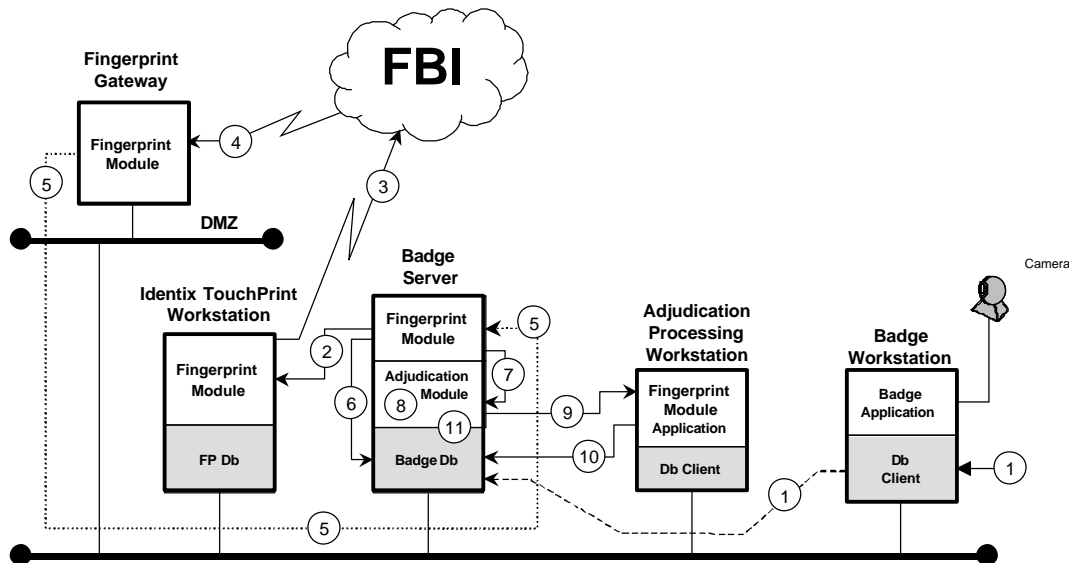 Fingerprint
Gateway
FBI
Fingerprint
Module
4
5
3
DMZ
Badge
Server
Camera
Identix TouchPrint
Workstation
Adjudication
Processing
Workstation
Badge
Workstation
Fingerprint
Module
5
2
Fingerprint
Module
7
Adjudication
Module
6
8
9
Fingerprint
Module
Application
Badge
Application
11
FP Db
Badge Db
10
Db Client
Db
Client
1
1
5